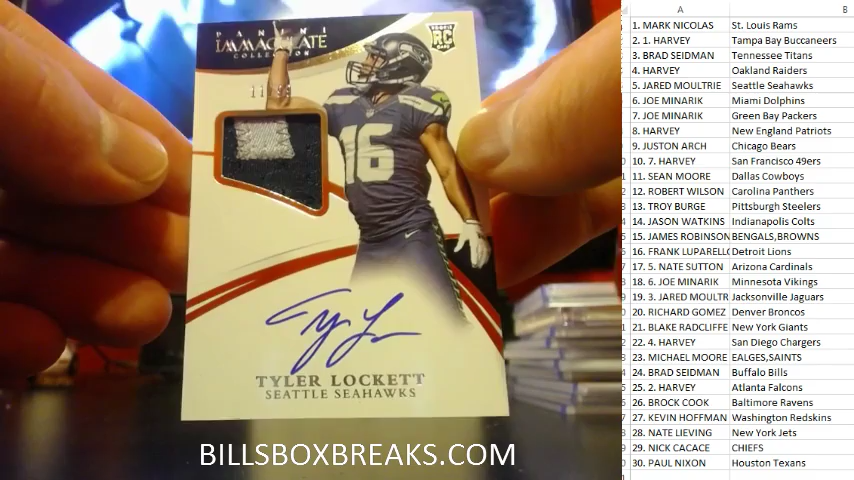 PANINI
IMMACULATE
COLLECTION
RC
16
Tyler Lockett
SEATTLE SEAHAWKS
BILLSBOXBREAKS.COM
A B
1. MARK NICOLAS St. Louis Rams
2. 1. HARVEY Tampa Bay Buccaneers
3. BRAD SEIDMAN Tennessee Titans
4. HARVEY Oakland Raiders
5. JARED MOULTRIE Seattle Seahawks
6. JOE MINARIK Miami Dolphins
7. JOE MINARIK Green Bay Packers
8. HARVEY New England Patriots
9. JUSTON ARCH Chicago Bears
10. 7. HARVEY San Francisco 49ers
11. SEAN MOORE Dallas Cowboys
12. ROBERT WILSON Carolina Panthers
13. TROY BURGE Pittsburgh Steelers
14. JASON WATKINS Indianapolis Colts
15. JAMES ROBINSON BENGALS,BROWNS
16. FRANK LUPARELLO Detroit Lions
17. 5. NATE SUTTON Arizona Cardinals
18. 6. JOE MINARIK Minnesota Vikings
19. 3. JARED MOULTR Jacksonville Jaguars
20. RICHARD GOMEZ Denver Broncos
21. BLAKE RADCLIFFE New York Giants
22. 4. HARVEY San Diego Chargers
23. MICHAEL MOORE EALGES,SAINTS
24. BRAD SEIDMAN Buffalo Bills
25. 2. HARVEY Atlanta Falcons
26. BROCK COOK Baltimore Ravens
27. KEVIN HOFFMAN Washington Redskins
28. NATE LIEVING New York Jets
29. NICK CACACE CHIEFS
30. PAUL NIXON Houston Texans